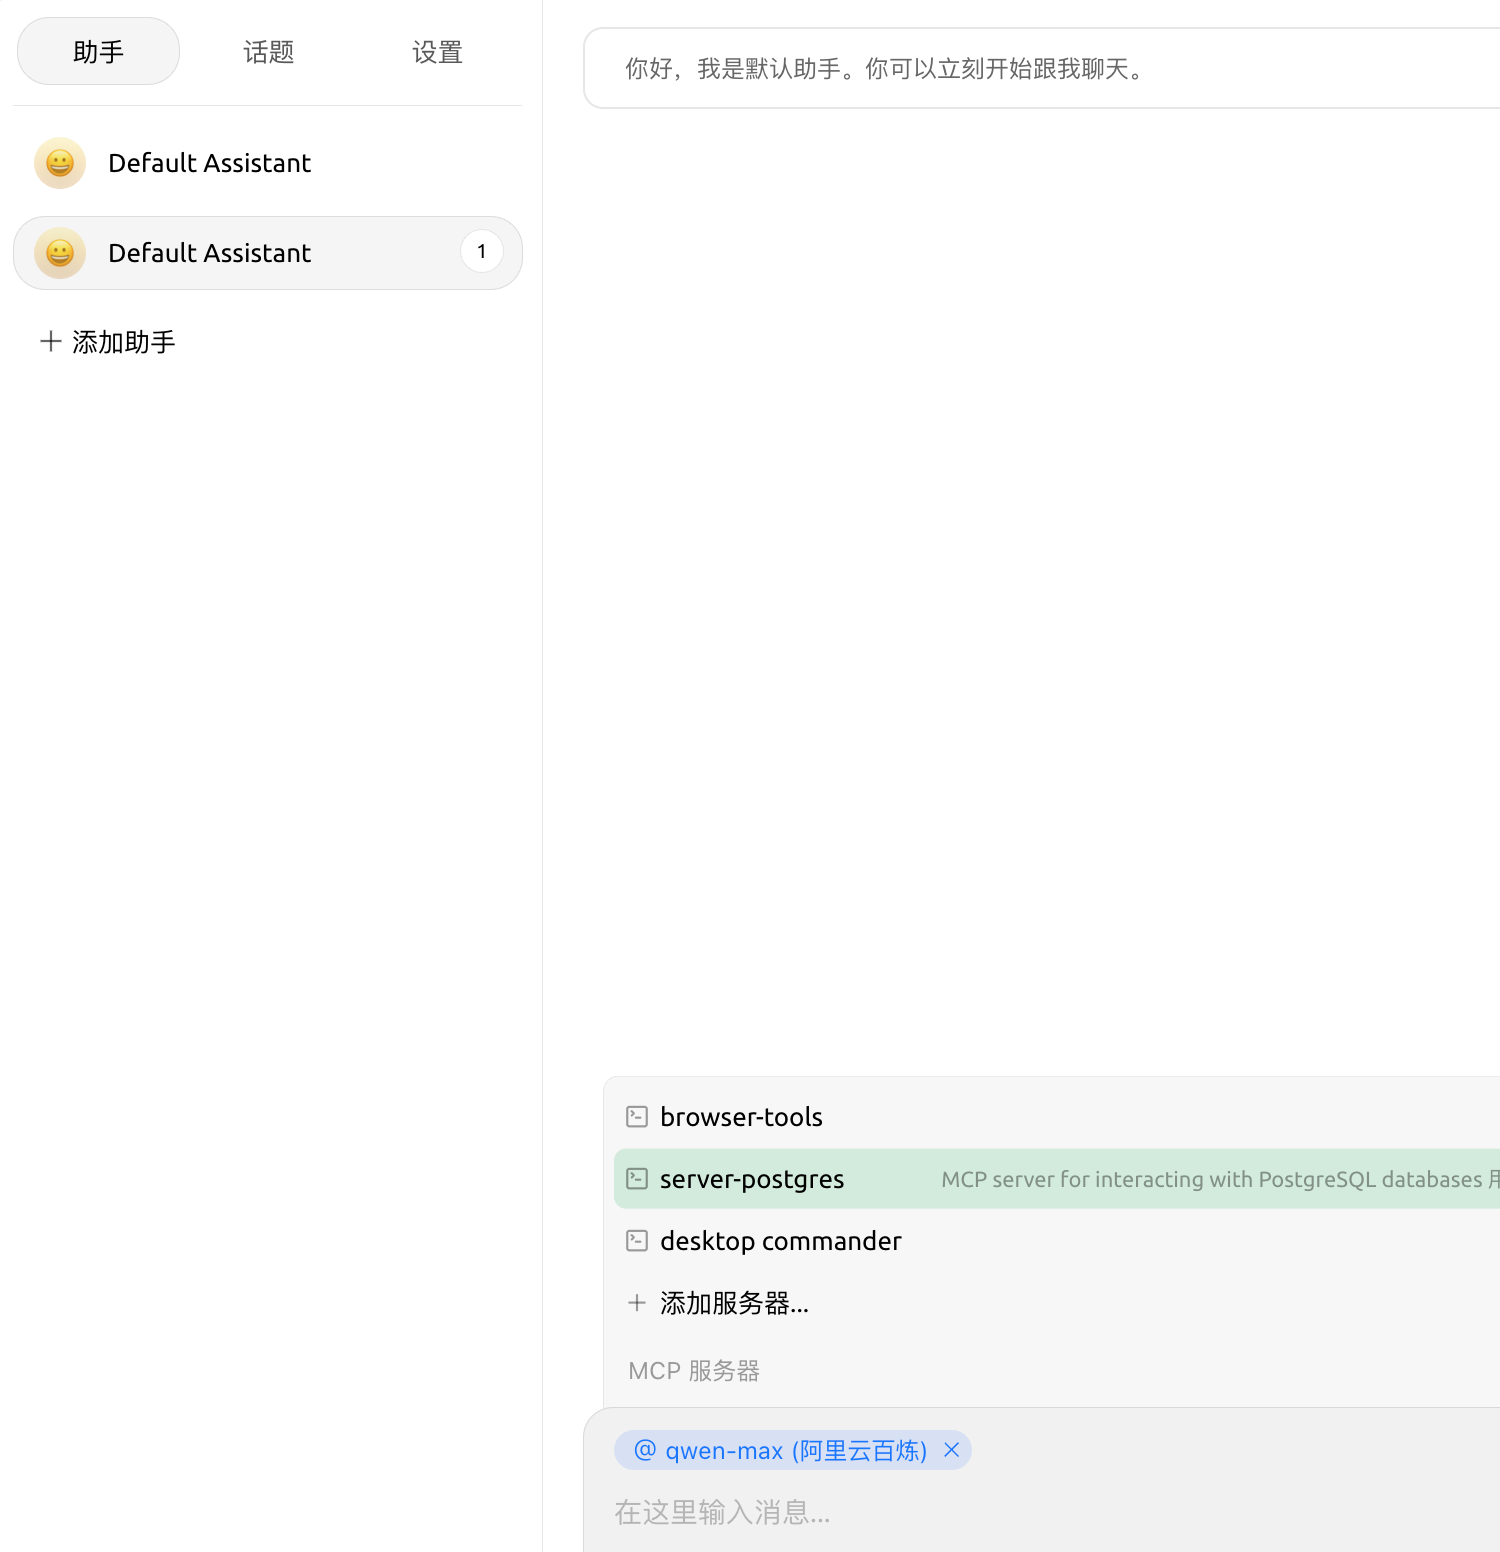 助手 话题 设置
Default Assistant
Default Assistant 1
添加助手
你好，我是默认助手。你可以立刻开始跟我聊天。
browser-tools
server-postgres MCP server for interacting with PostgreSQL databases 用
desktop commander
添加服务器...
MCP 服务器
@ qwen-max (阿里云百炼) ×
在这里输入消息...